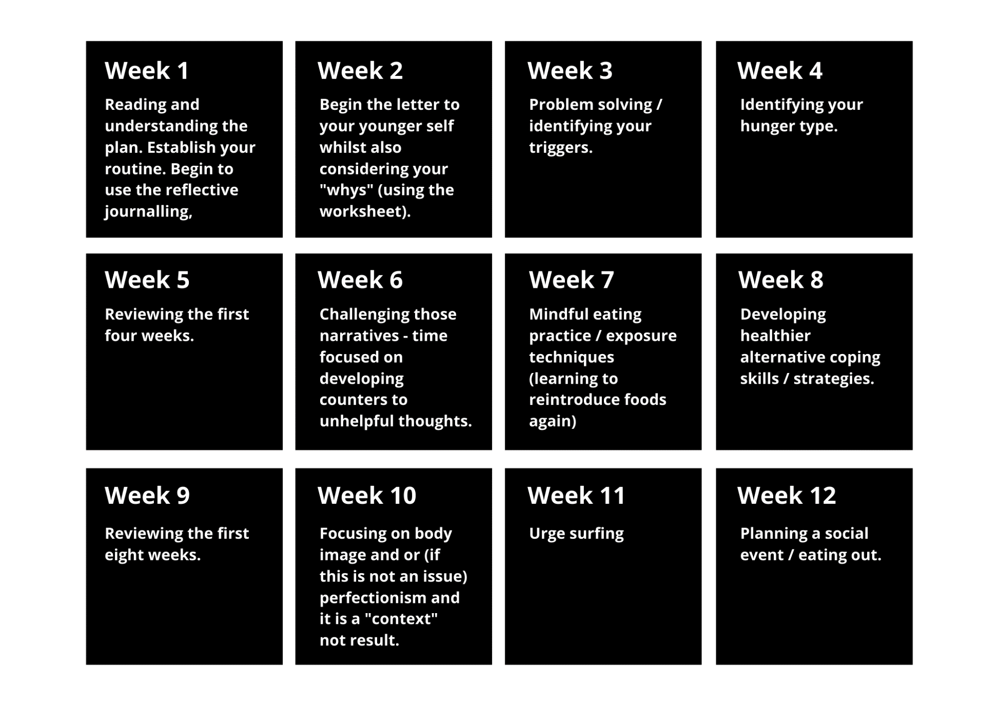 Week 1
Reading and
understanding the
plan. Establish your
routine. Begin to
use the reflective
journalling,
Week 2
Begin the letter to
your younger self
whilst also
considering your
"whys" (using the
worksheet).
Week 3
Problem solving /
identifying your
triggers.
Week 4
Identifying your
hunger type.
Week 5
Reviewing the first
four weeks.
Week 6
Challenging those
narratives - time
focused on
developing
counters to
unhelpful thoughts.
Week 7
Mindful eating
practice / exposure
techniques
(learning to
reintroduce foods
again)
Week 8
Developing
healthier
alternative coping
skills / strategies.
Week 9
Reviewing the first
eight weeks.
Week 10
Focusing on body
image and or (if
this is not an issue)
perfectionism and
it is a "context"
not result.
Week 11
Urge surfing
Week 12
Planning a social
event / eating out.